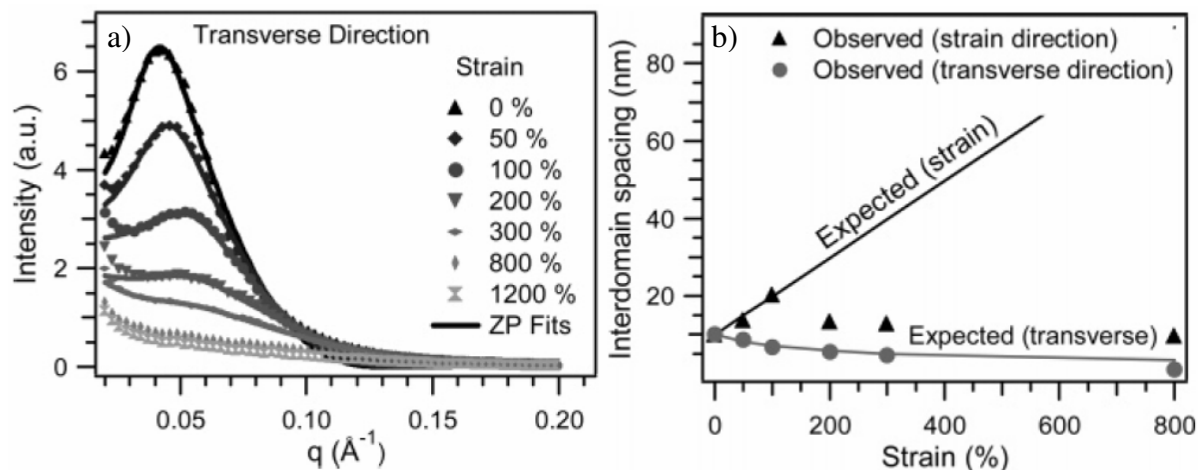 a)
Transverse Direction
Strain
0 %
50 %
100 %
200 %
300 %
800 %
1200 %
ZP Fits
Intensity (a.u.)
6
4
2
0
0.05
0.10
0.15
0.20
q (Å⁻¹)
b)
Observed (strain direction)
Observed (transverse direction)
Expected (strain)
Expected (transverse)
Interdomain spacing (nm)
80
60
40
20
0
200
400
600
800
Strain (%)